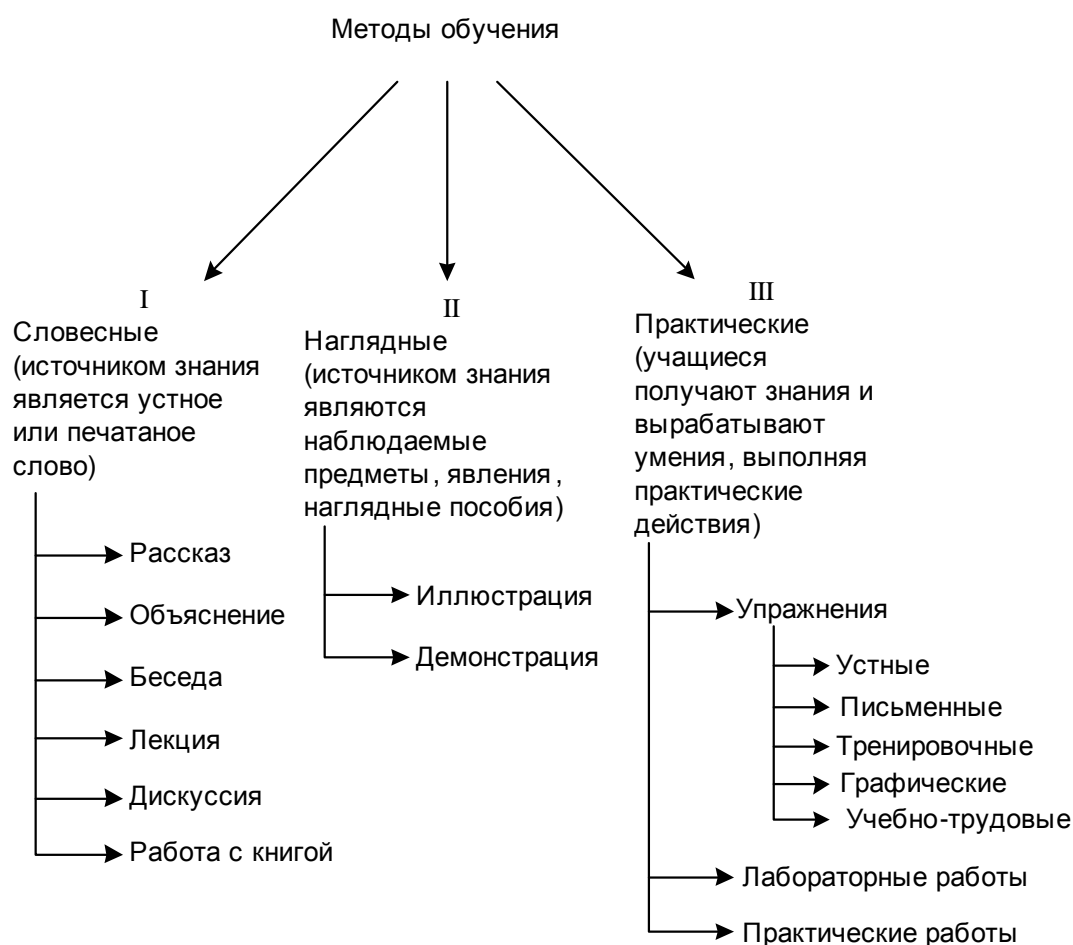 Методы обучения
I
Словесные
(источником знания
является устное
или печатаное
слово)
Рассказ
Объяснение
Беседа
Лекция
Дискуссия
Работа с книгой
II
Наглядные
(источником знания
являются
наблюдаемые
предметы, явления,
наглядные пособия)
Иллюстрация
Демонстрация
III
Практические
(учащиеся
получают знания и
вырабатывают
умения, выполняя
практические
действия)
Упражнения
Устные
Письменные
Тренировочные
Графические
Учебно-трудовые
Лабораторные работы
Практические работы